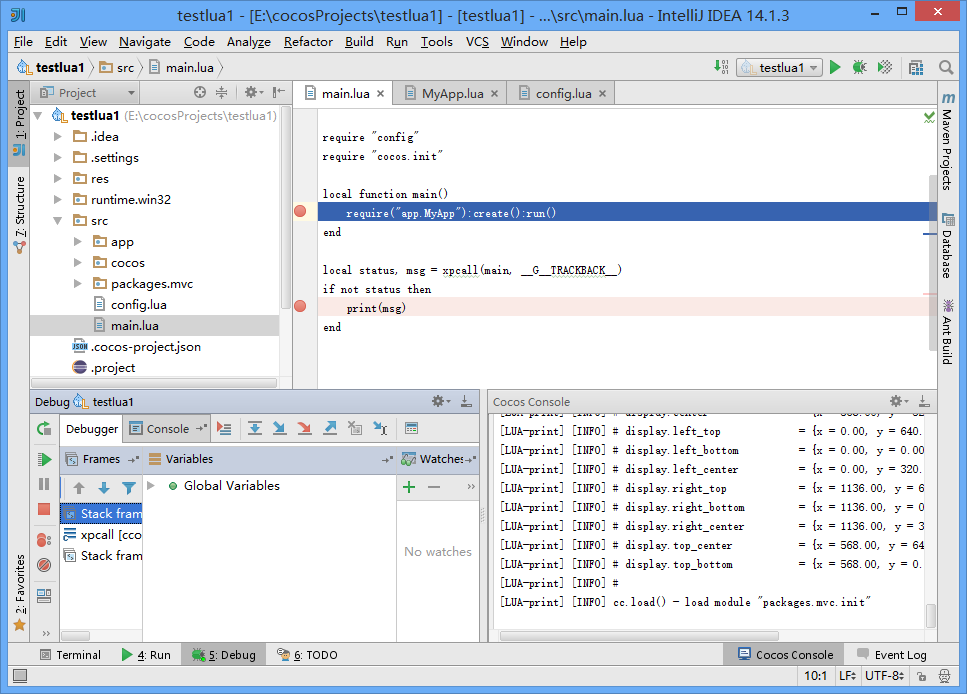 testlua1 - [E:\cocosProjects\testlua1] - [testlua1] - ...\src\main.lua - IntelliJ IDEA 14.1.3
File Edit View Navigate Code Analyze Refactor Build Run Tools VCS Window Help
testlua1 src main.lua
testlua1
1: Project
7: Structure
2: Favorites
Project
testlua1 (E:\cocosProjects\testlua1)
.idea
.settings
res
runtime.win32
src
app
cocos
packages.mvc
config.lua
main.lua
.cocos-project.json
.project
main.lua MyApp.lua config.lua
require "config"
require "cocos.init"
local function main()
require("app.MyApp"):create():run()
end
local status, msg = xpcall(main, __G__TRACKBACK__)
if not status then
print(msg)
end
Maven Projects
Database
Ant Build
Debug testlua1
Debugger Console
Frames Variables Watches
Stack fram
xpcall [cco
Stack fram
Global Variables
No watches
Cocos Console
[LUA-print] [INFO] # display.left_top = {x = 0.00, y = 640.
[LUA-print] [INFO] # display.left_bottom = {x = 0.00, y = 0.00
[LUA-print] [INFO] # display.left_center = {x = 0.00, y = 320.
[LUA-print] [INFO] # display.right_top = {x = 1136.00, y = 6
[LUA-print] [INFO] # display.right_bottom = {x = 1136.00, y = 0
[LUA-print] [INFO] # display.right_center = {x = 1136.00, y = 3
[LUA-print] [INFO] # display.top_center = {x = 568.00, y = 64
[LUA-print] [INFO] # display.top_bottom = {x = 568.00, y = 0.
[LUA-print] [INFO] #
[LUA-print] [INFO] cc.load() - load module "packages.mvc.init"
Terminal 4: Run 5: Debug 6: TODO Cocos Console Event Log
10:1 LF UTF-8